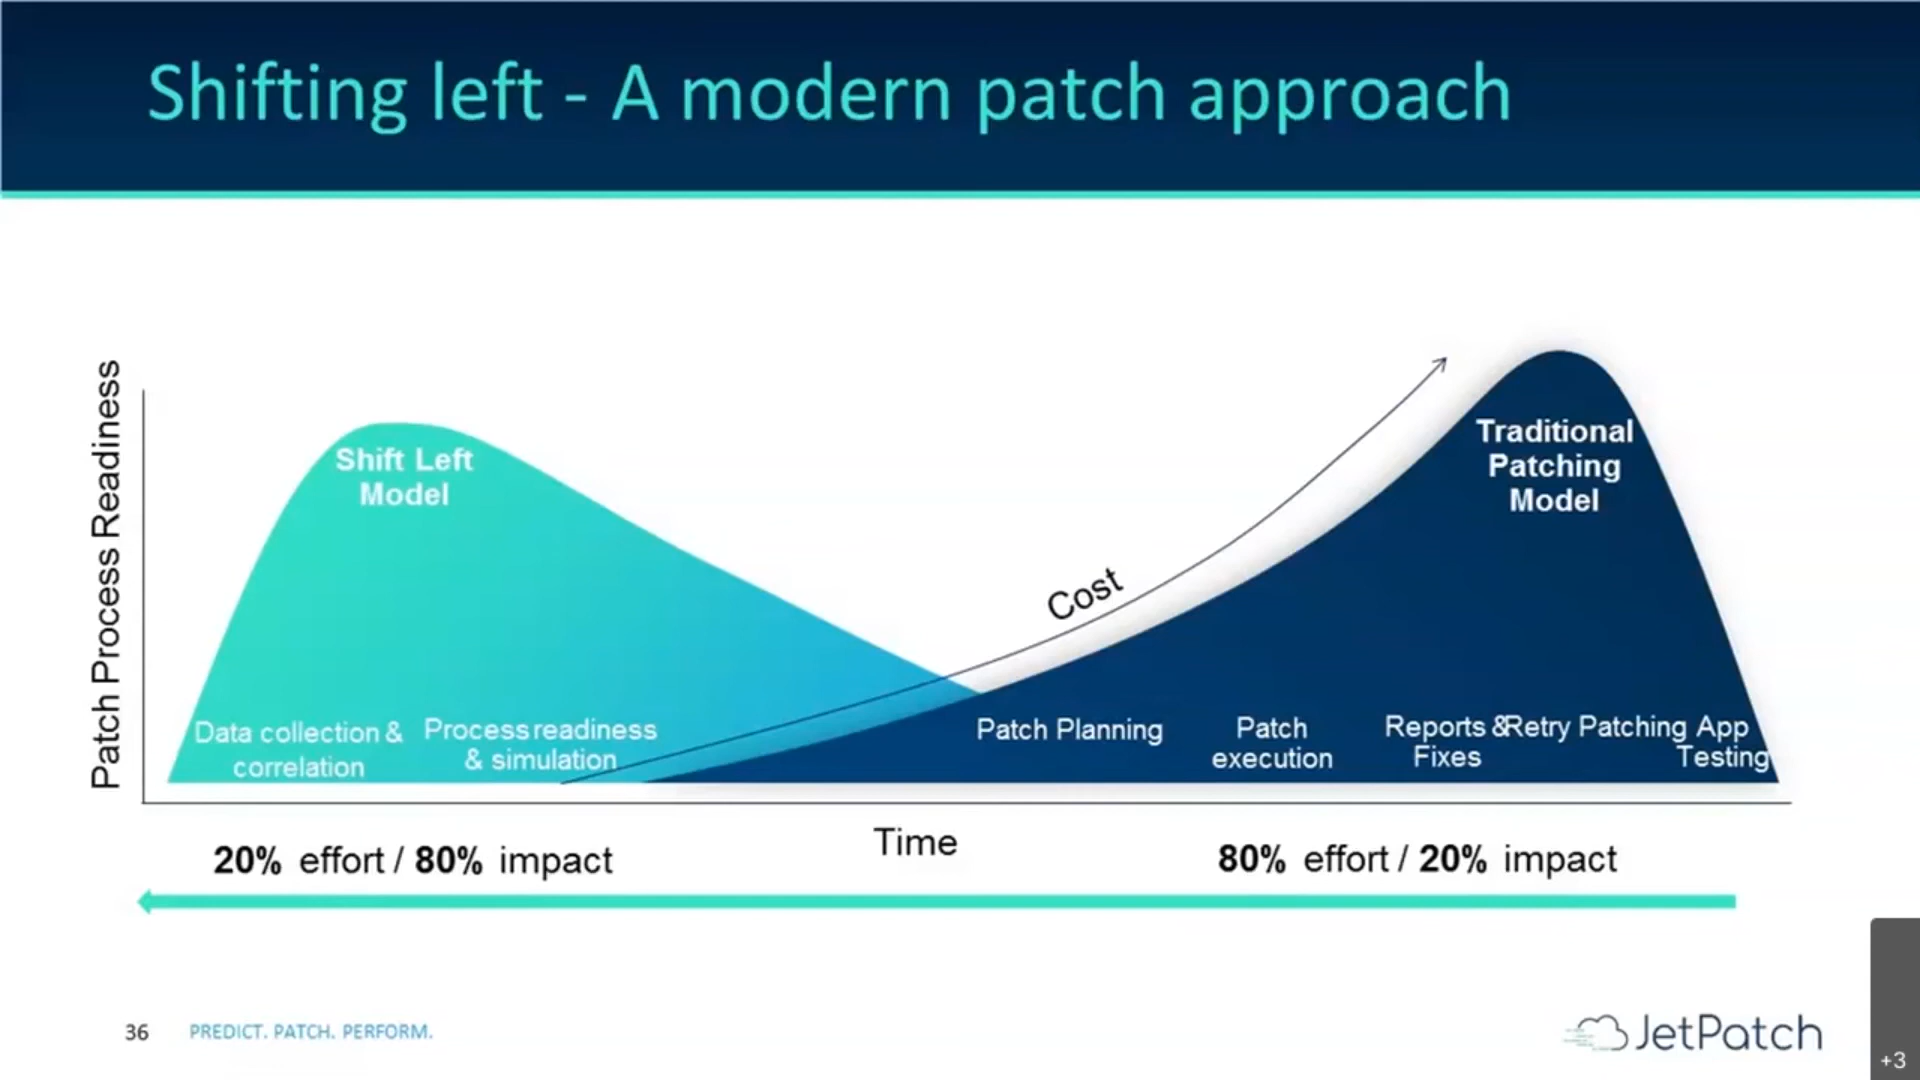 Shifting left - A modern patch approach
Patch Process Readiness
Shift Left
Model
Traditional
Patching
Model
Cost
Data collection &
correlation
Process readiness
& simulation
Patch Planning
Patch
execution
Reports &
Fixes
Retry Patching
App
Testing
Time
20% effort / 80% impact
80% effort / 20% impact
36
PREDICT. PATCH. PERFORM.
JetPatch
+3